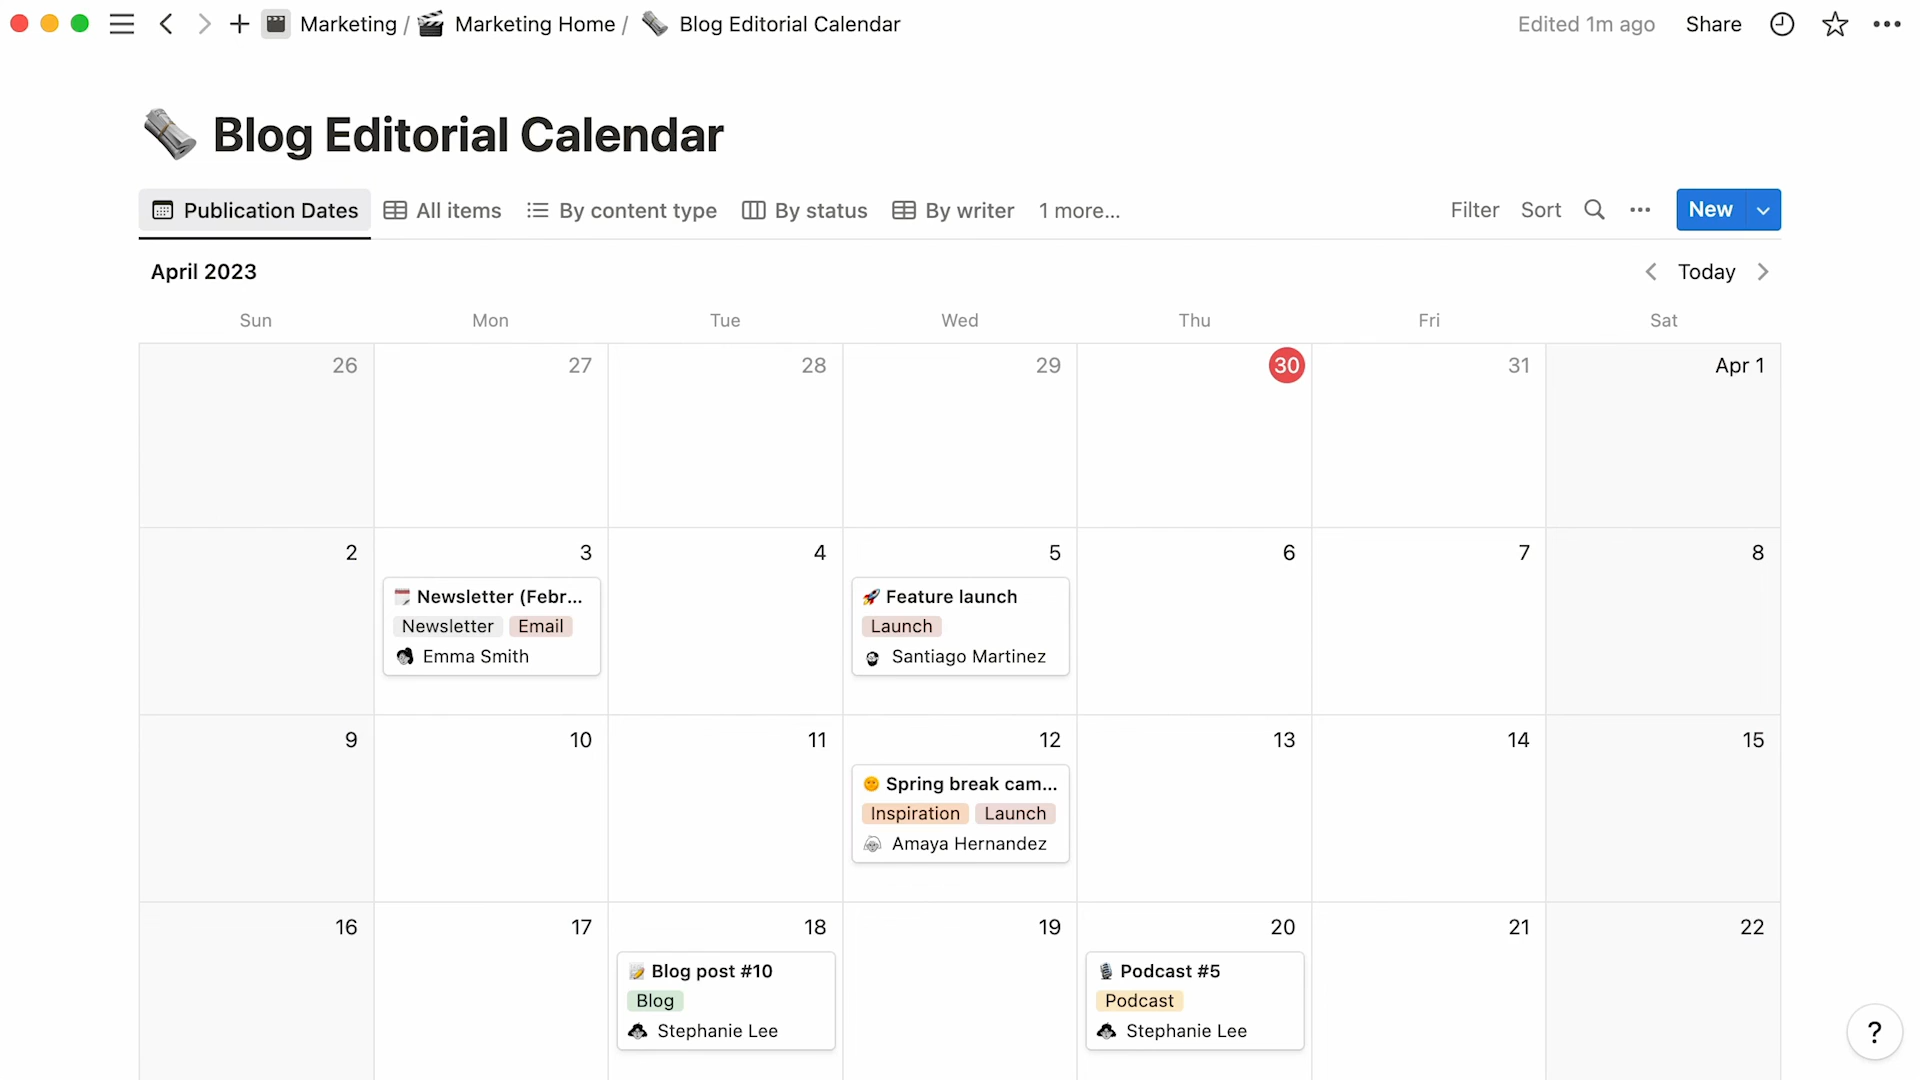 Marketing / Marketing Home / Blog Editorial Calendar
Edited 1m ago Share
Blog Editorial Calendar
Publication Dates All items By content type By status By writer 1 more...
Filter Sort New
April 2023
Today
Sun Mon Tue Wed Thu Fri Sat
26 27 28 29 30 31 Apr 1
2 3 4 5 6 7 8
Newsletter (Febr...
Newsletter Email
Emma Smith
Feature launch
Launch
Santiago Martinez
9 10 11 12 13 14 15
Spring break cam...
Inspiration Launch
Amaya Hernandez
16 17 18 19 20 21 22
Blog post #10
Blog
Stephanie Lee
Podcast #5
Podcast
Stephanie Lee
?